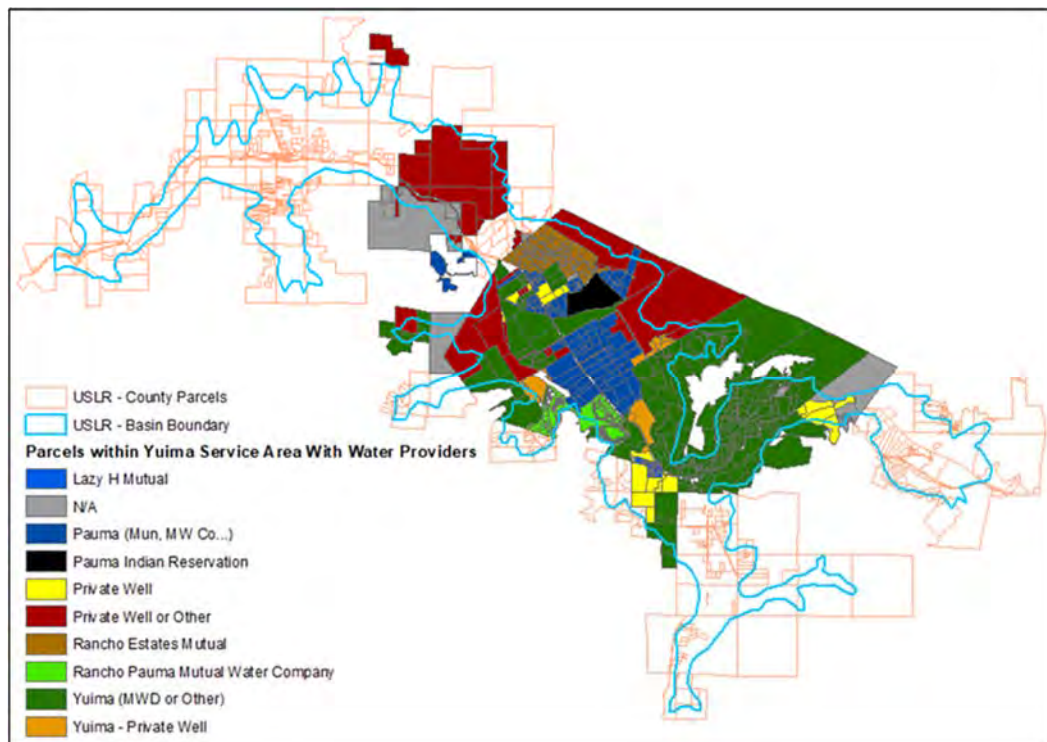 USLR - County Parcels
USLR - Basin Boundary
Parcels within Yuima Service Area With Water Providers
Lazy H Mutual
N/A
Pauma (Mun, MW Co...)
Pauma Indian Reservation
Private Well
Private Well or Other
Rancho Estates Mutual
Rancho Pauma Mutual Water Company
Yuima (MWD or Other)
Yuima - Private Well